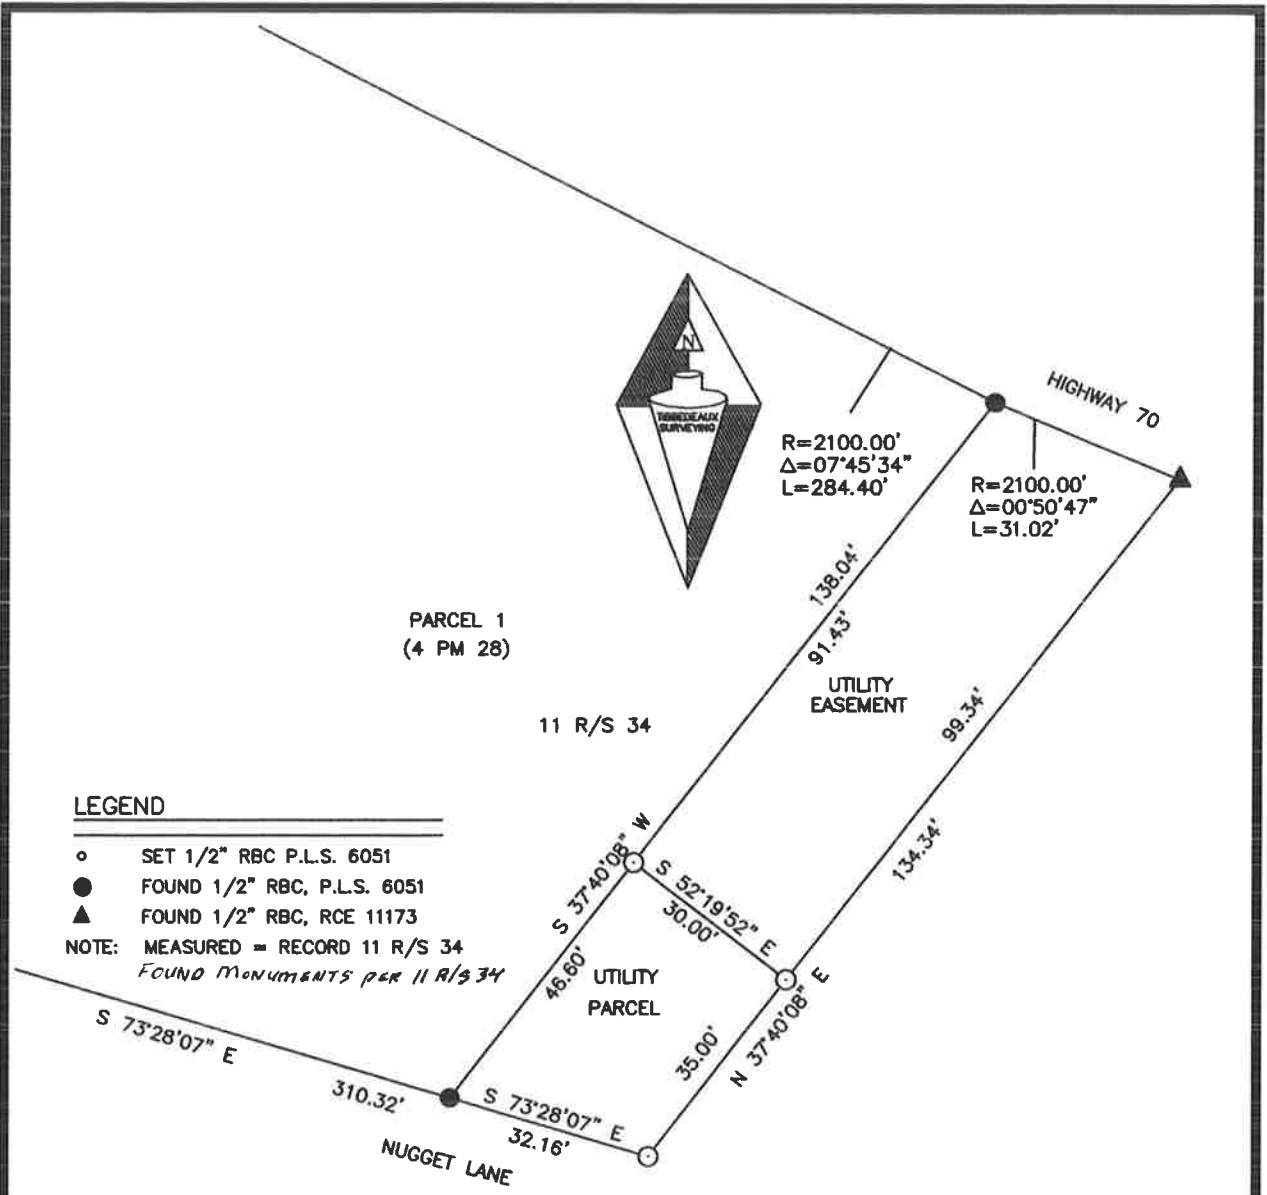 HIGHWAY 70
N
TIBBEDEAUX
SURVEYING
R=2100.00'
Δ=07°45'34"
L=284.40'
R=2100.00'
Δ=00°50'47"
L=31.02'
138.04'
91.43'
PARCEL 1
(4 PM 28)
UTILITY
EASEMENT
99.34'
11 R/S 34
134.34'
LEGEND
SET 1/2" RBC P.L.S. 6051
FOUND 1/2" RBC, P.L.S. 6051
FOUND 1/2" RBC, RCE 11173
NOTE: MEASURED = RECORD 11 R/S 34
FOUND MONUMENTS PER 11 R/S 34
S 37°40'08" W
S 52°19'52" E
30.00'
46.60'
UTILITY
PARCEL
35.00'
N 37°40'08" E
S 73°28'07" E
310.32'
S 73°28'07" E
32.16'
NUGGET LANE